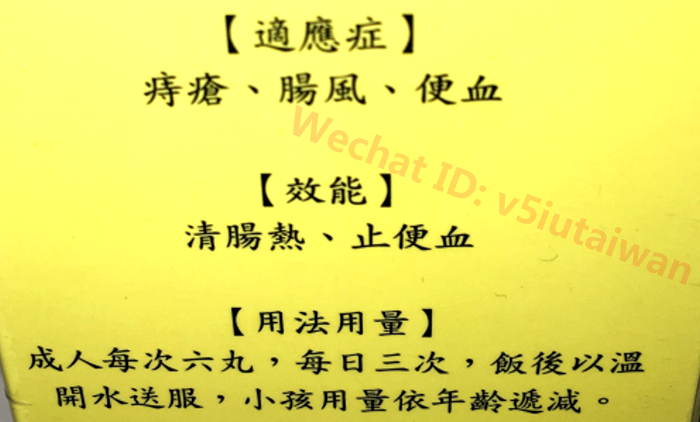 【適應症】
痔瘡、腸風、便血
Wechat ID: v5iutaiwan
【效能】
清腸熱、止便血
【用法用量】
成人每次六丸，每日三次，飯後以溫
開水送服，小孩用量依年齡遞減。